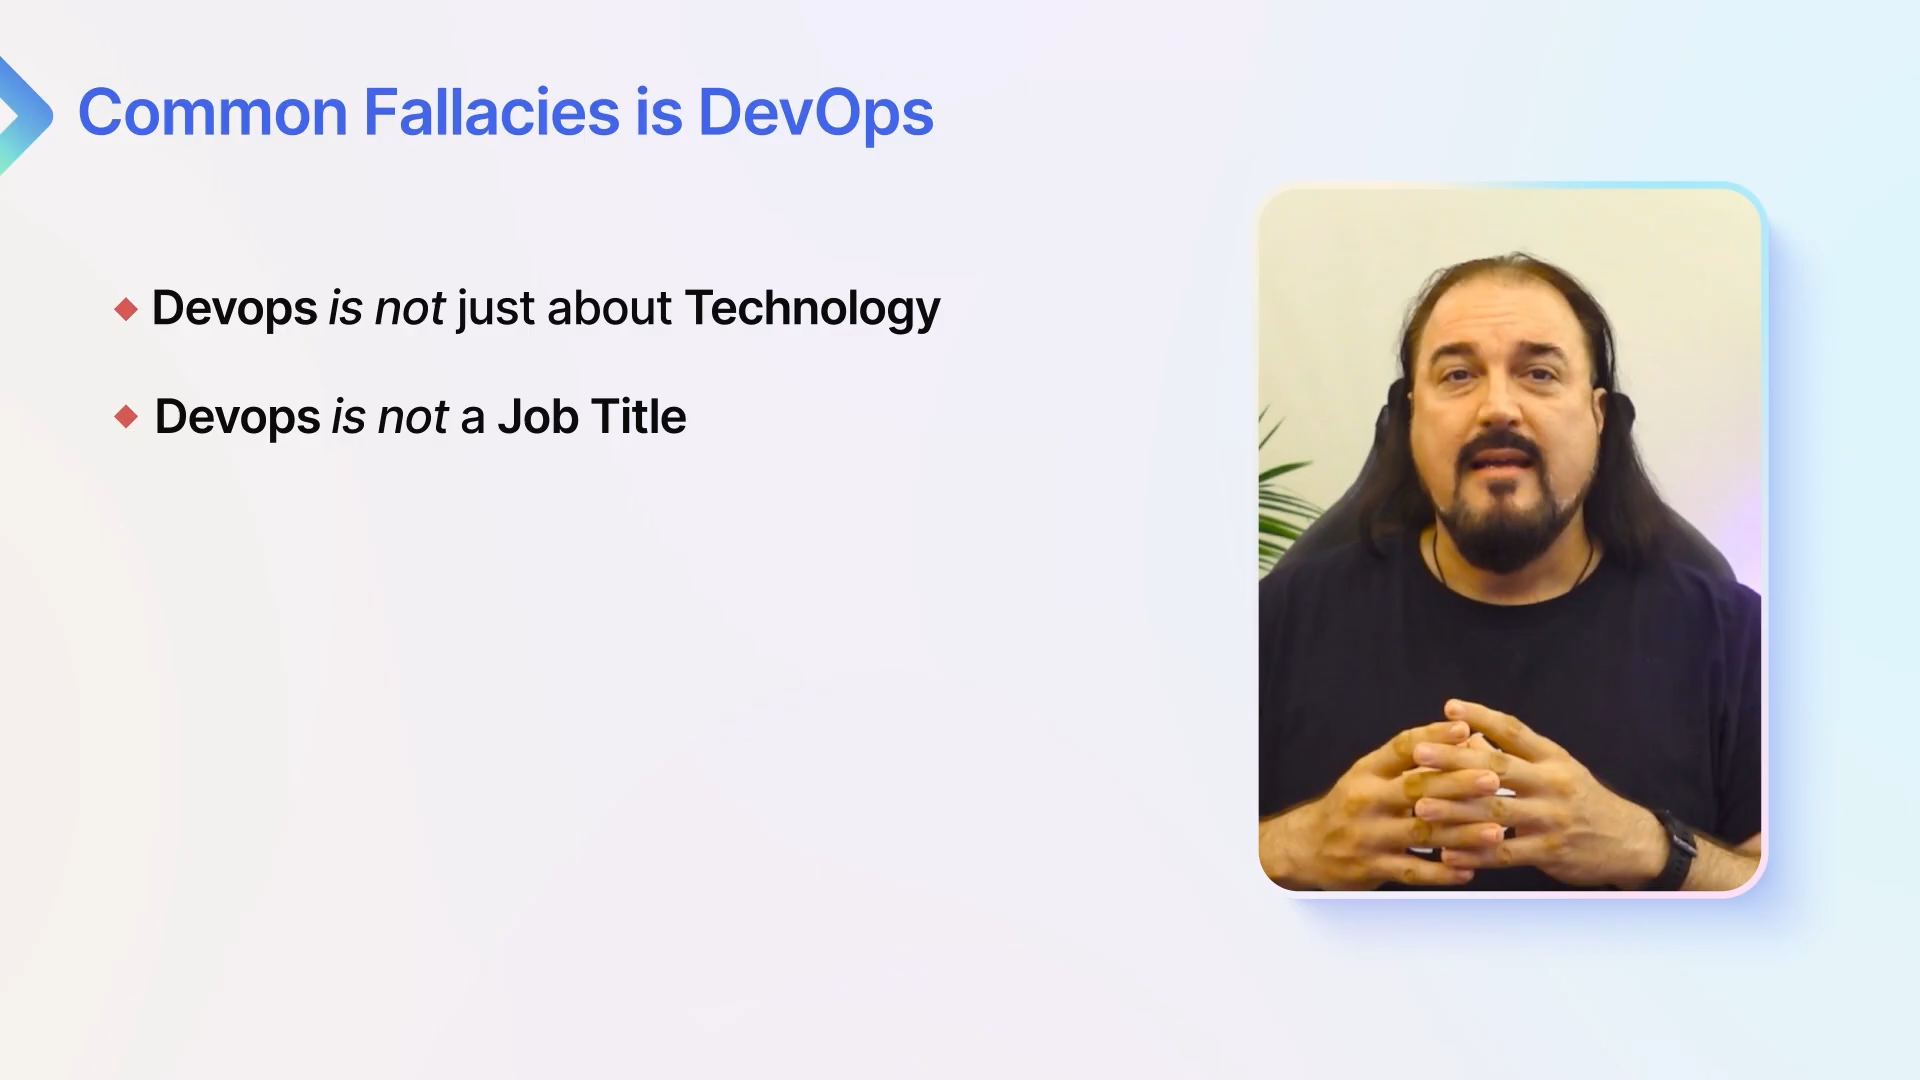 Common Fallacies is DevOps
Devops is not just about Technology
Devops is not a Job Title